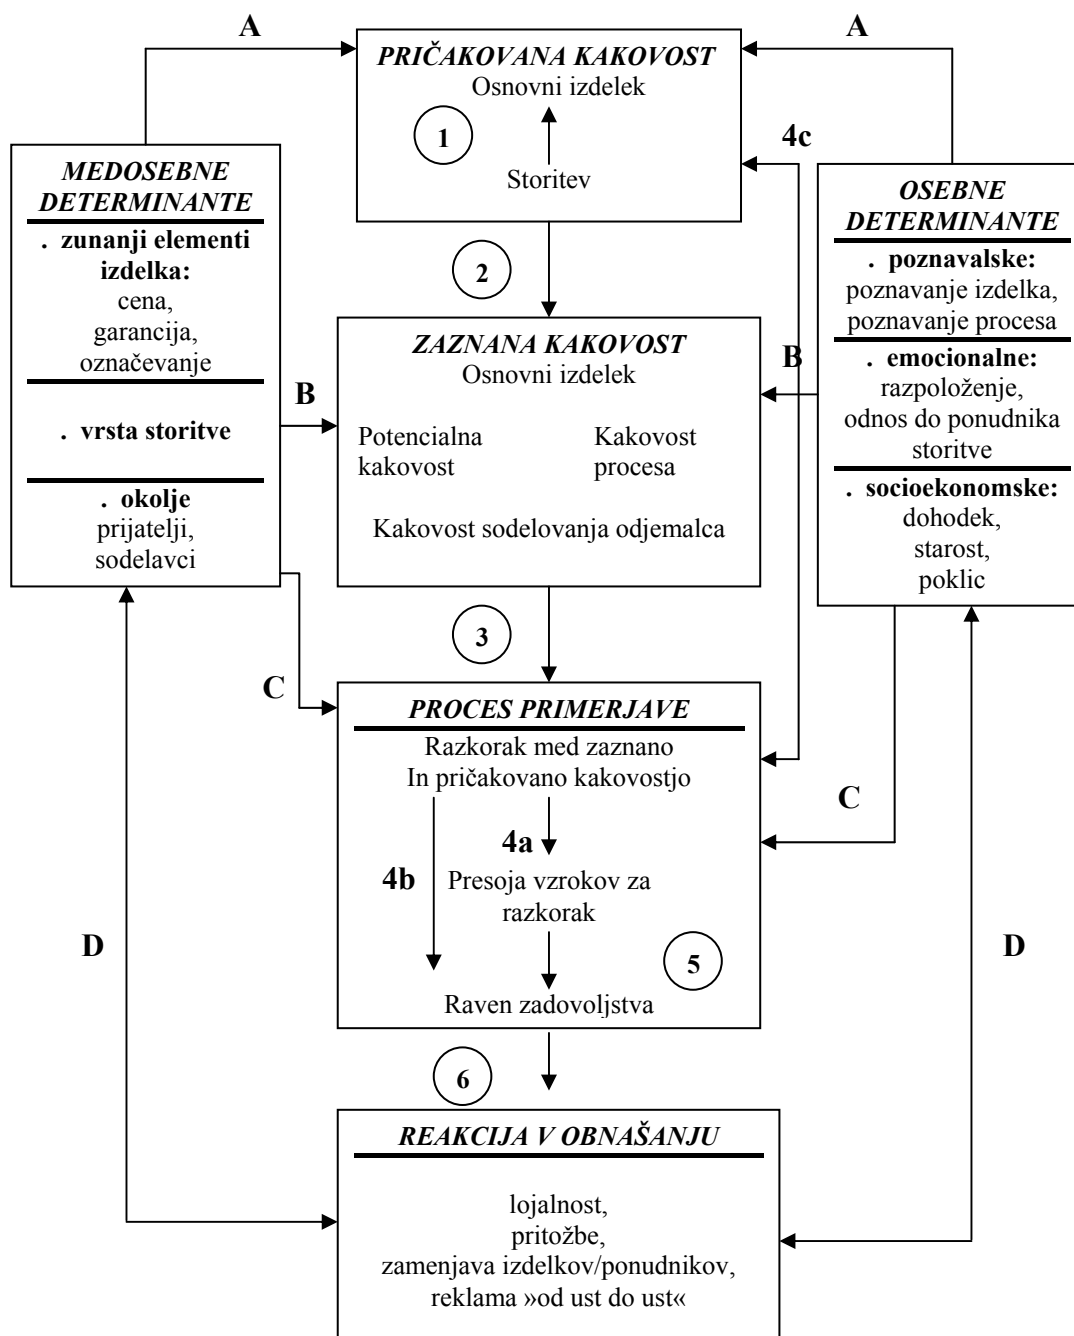 A
A
PRIČAKOVANA KAKOVOST
Osnovni izdelek
1
Storitev
4c
MEDOSEBNE
DETERMINANTE
. zunanji elementi
izdelka:
cena,
garancija,
označevanje
. vrsta storitve
. okolje
prijatelji,
sodelavci
OSEBNE
DETERMINANTE
. poznavalske:
poznavanje izdelka,
poznavanje procesa
. emocionalne:
razpoloženje,
odnos do ponudnika
storitve
. socioekonomske:
dohodek,
starost,
poklic
2
B
B
ZAZNANA KAKOVOST
Osnovni izdelek
Potencialna
kakovost
Kakovost
procesa
Kakovost sodelovanja odjemalca
3
C
C
PROCES PRIMERJAVE
Razkorak med zaznano
In pričakovano kakovostjo
4a
4b
Presoja vzrokov za
razkorak
5
Raven zadovoljstva
D
D
6
REAKCIJA V OBNAŠANJU
lojalnost,
pritožbe,
zamenjava izdelkov/ponudnikov,
reklama »od ust do ust«